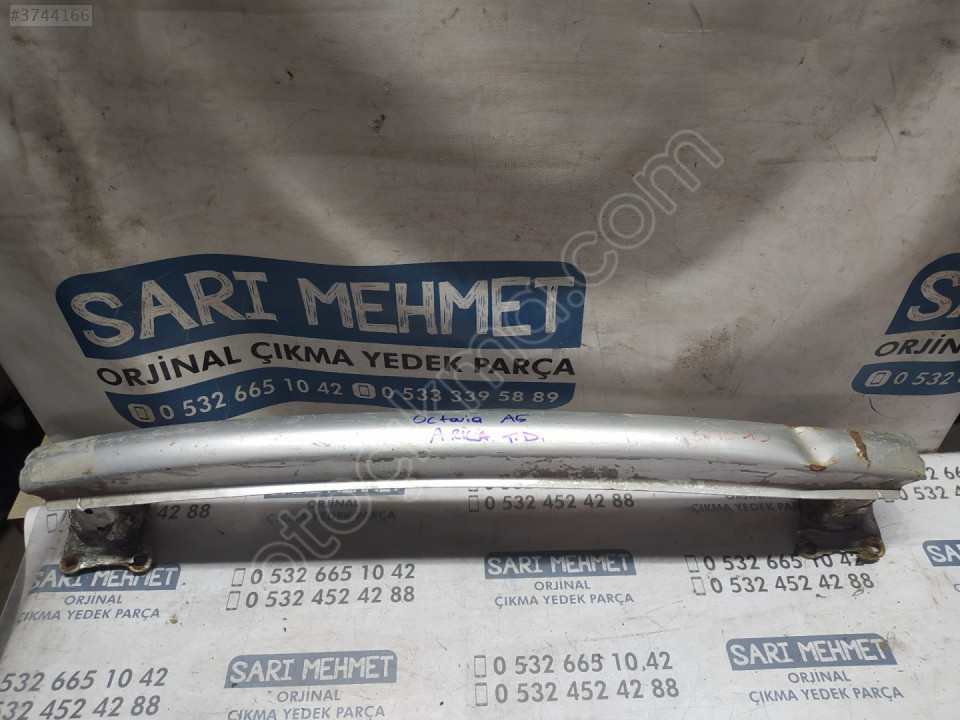 #3744166
otocikma.com
SARI MEHMET
ORJİNAL ÇIKMA YEDEK PARÇA
0 532 665 10 42 0 533 339 58 89
S
ORJİN
0 532
Octavia A5
ARKA T.D.
452 42 88
ORJİNAL
ÇIKMA YEDEK PARÇA
0 532 665 10 42
0 532 452 42 88
SARI MEHMET
ORJİNAL
ÇIKMA YEDEK PARÇA
0 532 665 10 42
0 532 452 42 88
SARI MEHMET
ORJİNAL
ÇIKMA YEDEK PARÇA
0 532 665 10 42
0 532 452 42 88
SARI MEHMET
ORJİNAL
ÇIKMA YEDEK PARÇA
0 532 665 10 42
0 532 452 42 88
SARI MEHMET
ORJİNAL
ÇIKMA YEDEK PARÇA